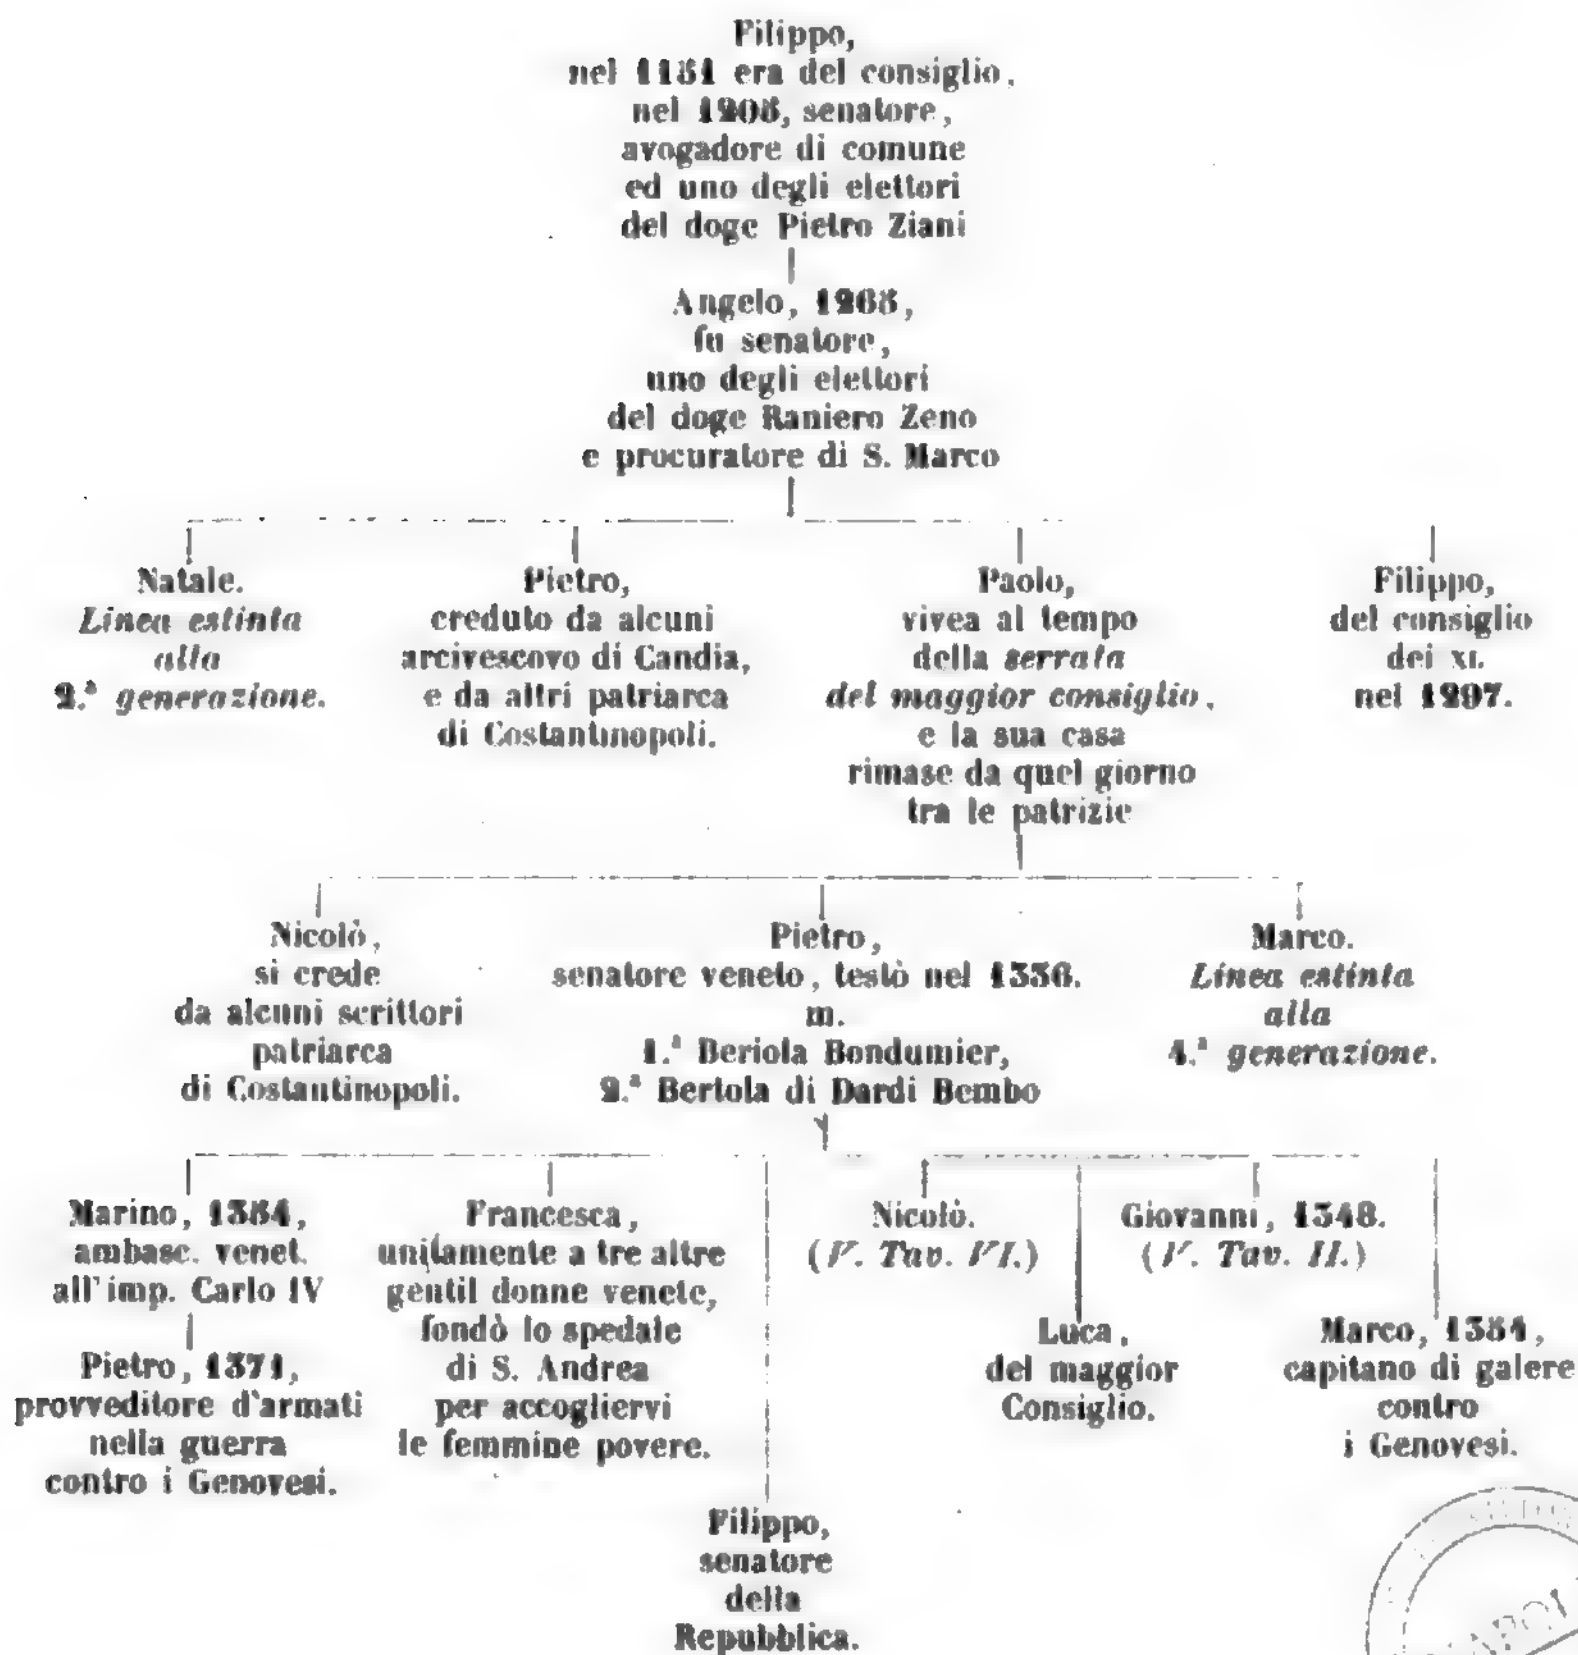 Filippo,
nel 1151 era del consiglio,
nel 1205, senatore,
avogadore di comune
ed uno degli elettori
del doge Pietro Ziani
Angelo, 1265,
fu senatore,
uno degli elettori
del doge Raniero Zeno
e procuratore di S. Marco
Natale.
Linea estinta
alla
2.ª generazione.
Pietro,
creduto da alcuni
arcivescovo di Candia,
e da altri patriarca
di Costantinopoli.
Paolo,
vivea al tempo
della serrata
del maggior consiglio,
e la sua casa
rimase da quel giorno
tra le patrizie
Filippo,
del consiglio
dei XL.
nel 1297.
Nicolò,
si crede
da alcuni scrittori
patriarca
di Costantinopoli.
Pietro,
senatore veneto, testò nel 1336.
m.
1.ª Beriola Bondumier,
2.ª Bertola di Dardi Bembo
Marco.
Linea estinta
alla
4.ª generazione.
Marino, 1354,
ambasc. venet.
all'imp. Carlo IV
Pietro, 1371,
provveditore d'armati
nella guerra
contro i Genovesi.
Francesca,
unitamente a tre altre
gentil donne venete,
fondò lo spedale
di S. Andrea
per accogliervi
le femmine povere.
Filippo,
senatore
della
Repubblica.
Nicolò.
(V. Tav. VI.)
Luca,
del maggior
Consiglio.
Giovanni, 1348.
(V. Tav. II.)
Marco, 1354,
capitano di galere
contro
i Genovesi.